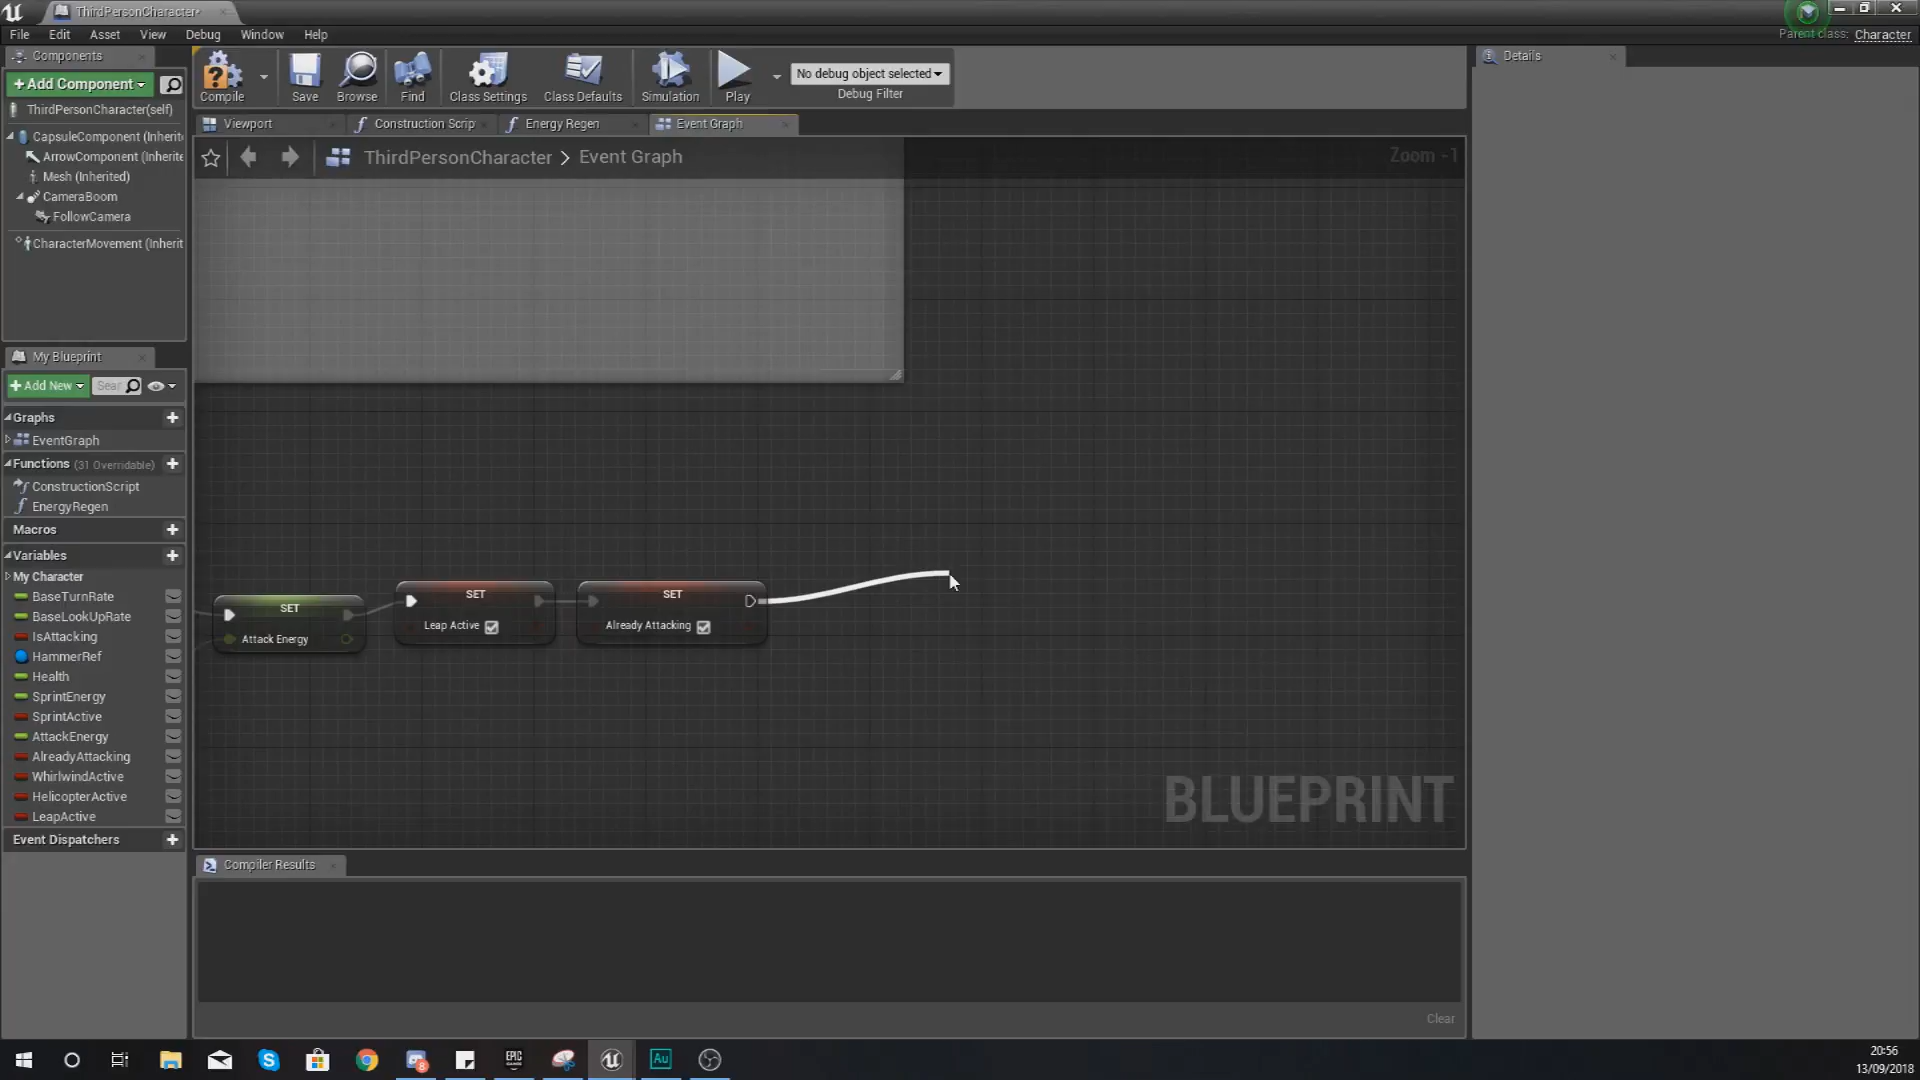 ThirdPersonCharacter*
File Edit Asset View Debug Window Help
Parent class: Character
Components
+Add Component
ThirdPersonCharacter(self)
CapsuleComponent (Inherite
ArrowComponent (Inherite
Mesh (Inherited)
CameraBoom
FollowCamera
CharacterMovement (Inherit
Compile
Save
Browse
Find
Class Settings
Class Defaults
Simulation
Play
No debug object selected
Debug Filter
Viewport
Construction Scrip
Energy Regen
Event Graph
ThirdPersonCharacter > Event Graph
Zoom -1
Details
My Blueprint
+Add New
Sear
Graphs
EventGraph
Functions (31 Overridable)
ConstructionScript
EnergyRegen
Macros
Variables
My Character
BaseTurnRate
BaseLookUpRate
IsAttacking
HammerRef
Health
SprintEnergy
SprintActive
AttackEnergy
AlreadyAttacking
WhirlwindActive
HelicopterActive
LeapActive
Event Dispatchers
SET
Attack Energy
SET
Leap Active
SET
Already Attacking
BLUEPRINT
Compiler Results
Clear
EPIC
Au
8
20:56
13/09/2018